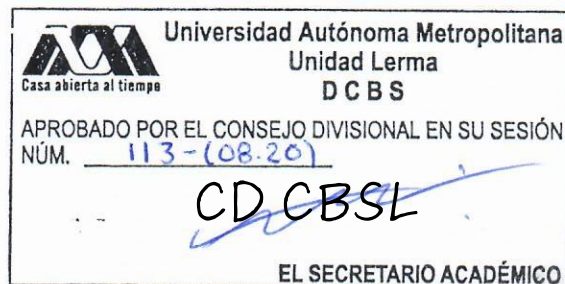 Universidad Autónoma Metropolitana
Unidad Lerma
DCBS
Casa abierta al tiempo
APROBADO POR EL CONSEJO DIVISIONAL EN SU SESIÓN
NÚM. 113-(08.20)
CD CBSL
EL SECRETARIO ACADÉMICO